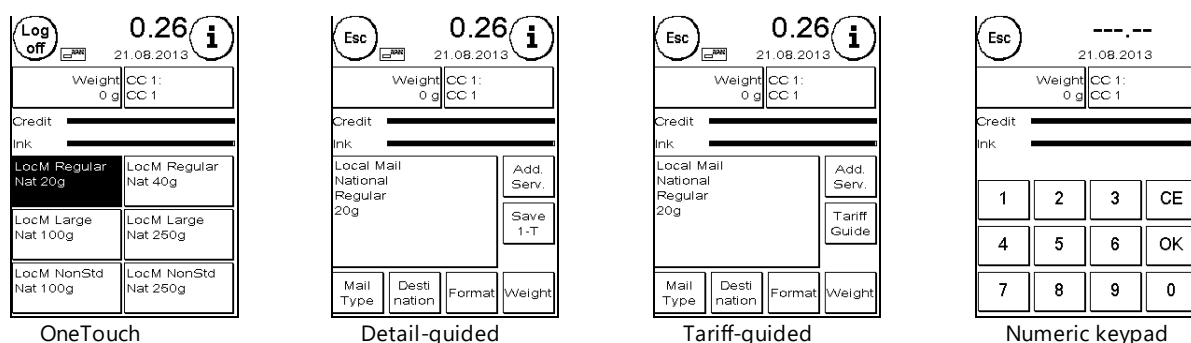 Log
off
0.26
i
21.08.2013
Weight
0 g
CC 1:
CC 1
Credit
Ink
LocM Regular
Nat 20g
LocM Regular
Nat 40g
LocM Large
Nat 100g
LocM Large
Nat 250g
LocM NonStd
Nat 100g
LocM NonStd
Nat 250g
OneTouch
Esc
0.26
i
21.08.2013
Weight
0 g
CC 1:
CC 1
Credit
Ink
Local Mail
National
Regular
20g
Add.
Serv.
Save
1-T
Mail
Type
Desti
nation
Format
Weight
Detail-guided
Esc
0.26
i
21.08.2013
Weight
0 g
CC 1:
CC 1
Credit
Ink
Local Mail
National
Regular
20g
Add.
Serv.
Tariff
Guide
Mail
Type
Desti
nation
Format
Weight
Tariff-guided
Esc
---.--
21.08.2013
Weight
0 g
CC 1:
CC 1
Credit
Ink
1 2 3 CE
4 5 6 OK
7 8 9 0
Numeric keypad